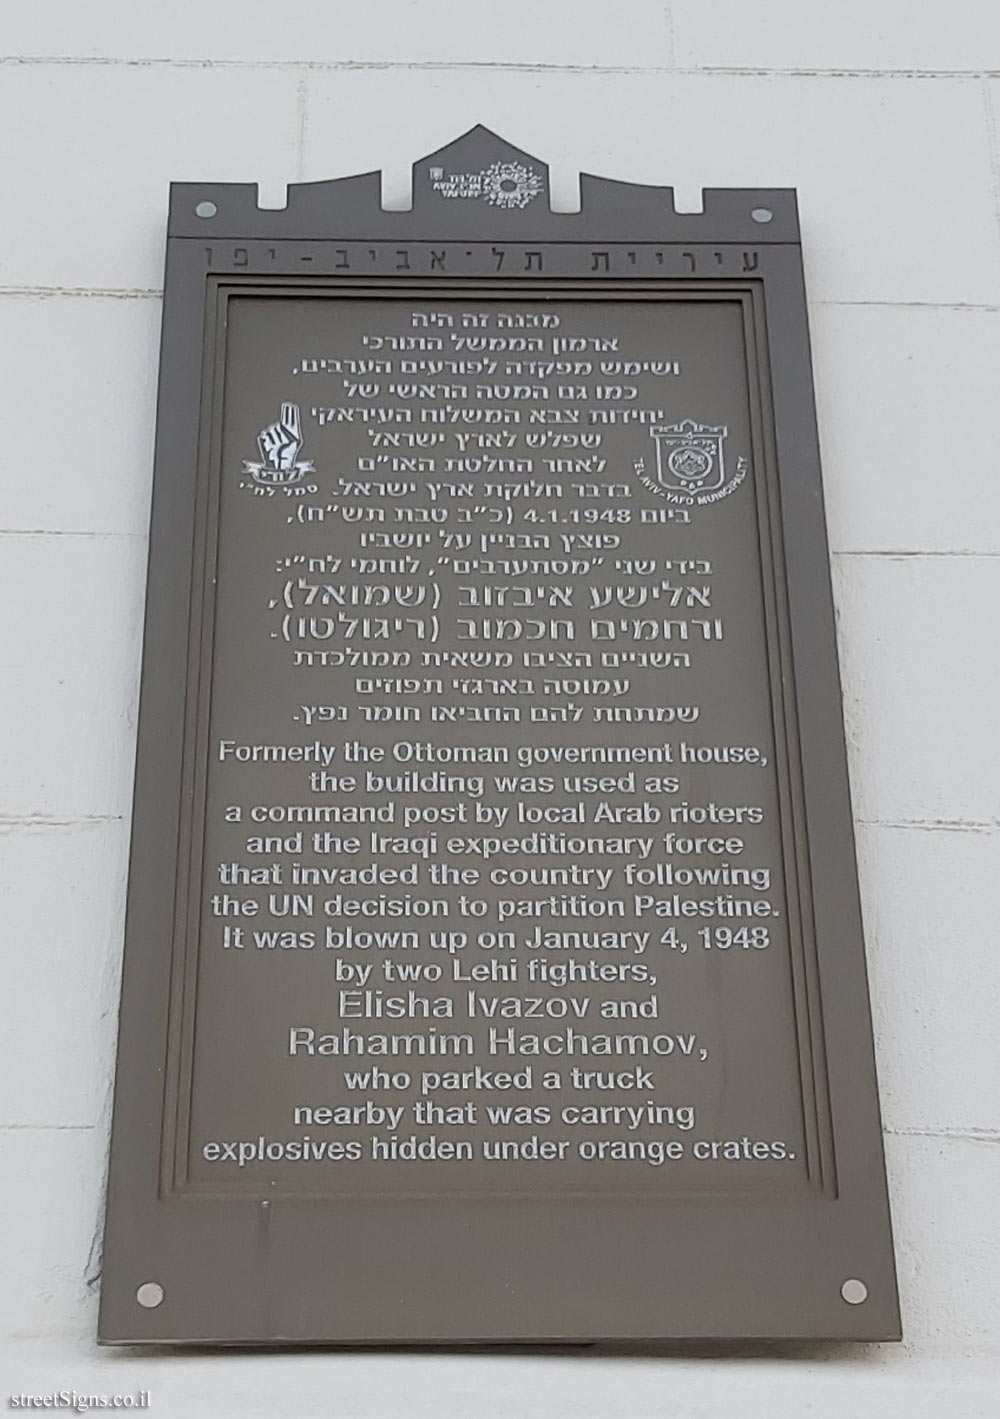 תל אביב יפו
TEL AVIV YAFO
עיריית תל־אביב-יפו
מבנה זה היה
ארמון הממשל התורכי
ושימש מפקדה לפורעים הערבים,
כמו גם המטה הראשי של
יחידות צבא המשלוח העיראקי
שפלש לארץ ישראל
לאחר החלטת האו"ם
בדבר חלוקת ארץ ישראל.
ביום 4.1.1948 (כ"ב טבת תש"ח),
פוצץ הבניין על יושביו
בידי שני "מסתערבים", לוחמי לח"י:
אלישע איבזוב (שמואל),
ורחמים חכמוב (ריגולטו).
השניים הציבו משאית ממולכדת
עמוסה בארגזי תפוזים
שמתחת להם החביאו חומר נפץ.
לח"י
סמל לח"י
TEL AVIV-YAFO MUNICIPALITY
Formerly the Ottoman government house,
the building was used as
a command post by local Arab rioters
and the Iraqi expeditionary force
that invaded the country following
the UN decision to partition Palestine.
It was blown up on January 4, 1948
by two Lehi fighters,
Elisha Ivazov and
Rahamim Hachamov,
who parked a truck
nearby that was carrying
explosives hidden under orange crates.
streetSigns.co.il